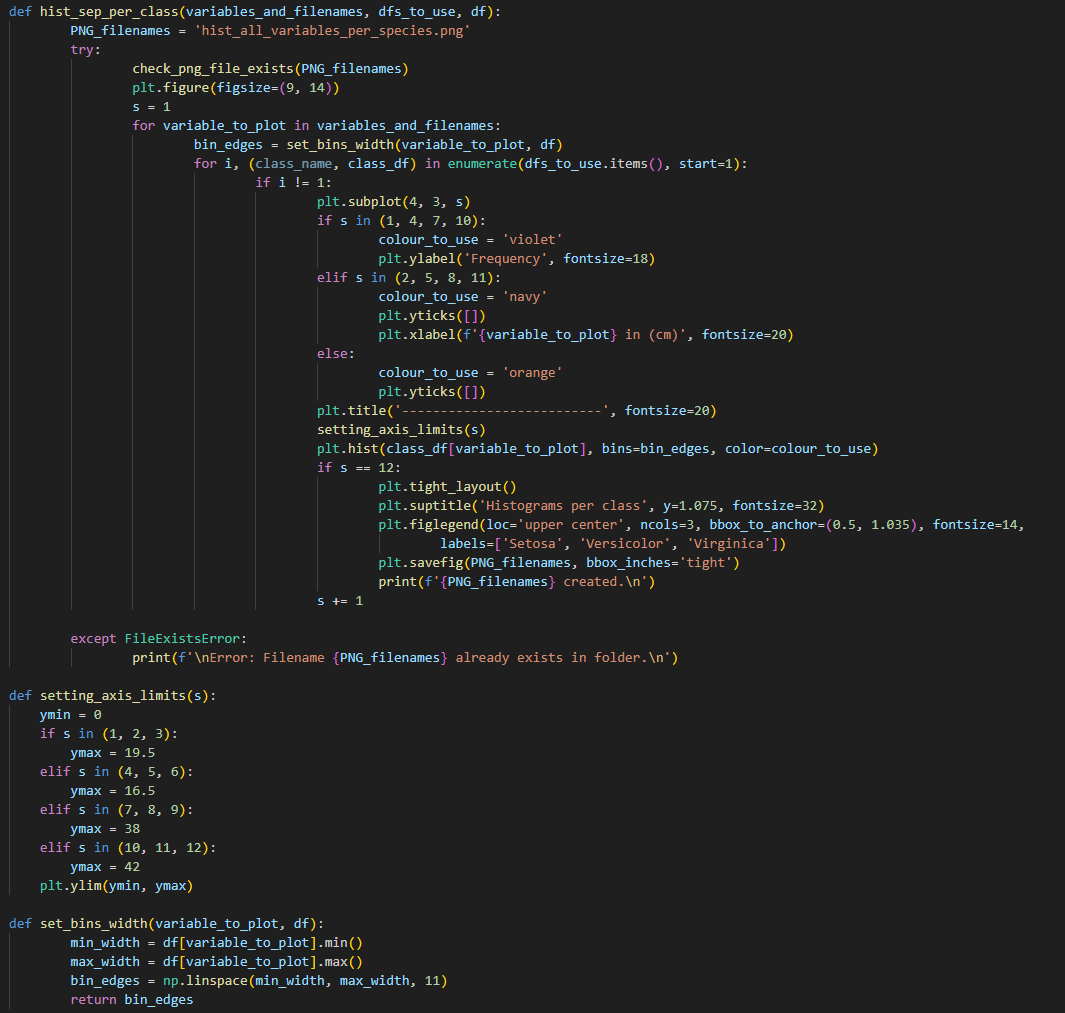 def hist_sep_per_class(variables_and_filenames, dfs_to_use, df):
        PNG_filenames = 'hist_all_variables_per_species.png'
        try:
                check_png_file_exists(PNG_filenames)
                plt.figure(figsize=(9, 14))
                s = 1
                for variable_to_plot in variables_and_filenames:
                        bin_edges = set_bins_width(variable_to_plot, df)
                        for i, (class_name, class_df) in enumerate(dfs_to_use.items(), start=1):
                                if i != 1:
                                        plt.subplot(4, 3, s)
                                        if s in (1, 4, 7, 10):
                                                colour_to_use = 'violet'
                                                plt.ylabel('Frequency', fontsize=18)
                                        elif s in (2, 5, 8, 11):
                                                colour_to_use = 'navy'
                                                plt.yticks([])
                                                plt.xlabel(f'{variable_to_plot} in (cm)', fontsize=20)
                                        else:
                                                colour_to_use = 'orange'
                                                plt.yticks([])
                                        plt.title('--------------------------', fontsize=20)
                                        setting_axis_limits(s)
                                        plt.hist(class_df[variable_to_plot], bins=bin_edges, color=colour_to_use)
                                        if s == 12:
                                                plt.tight_layout()
                                                plt.suptitle('Histograms per class', y=1.075, fontsize=32)
                                                plt.figlegend(loc='upper center', ncols=3, bbox_to_anchor=(0.5, 1.035), fontsize=14,
                                                        labels=['Setosa', 'Versicolor', 'Virginica'])
                                                plt.savefig(PNG_filenames, bbox_inches='tight')
                                                print(f'{PNG_filenames} created.\n')
                                        s += 1

        except FileExistsError:
                print(f'\nError: Filename {PNG_filenames} already exists in folder.\n')

def setting_axis_limits(s):
    ymin = 0
    if s in (1, 2, 3):
        ymax = 19.5
    elif s in (4, 5, 6):
        ymax = 16.5
    elif s in (7, 8, 9):
        ymax = 38
    elif s in (10, 11, 12):
        ymax = 42
    plt.ylim(ymin, ymax)

def set_bins_width(variable_to_plot, df):
        min_width = df[variable_to_plot].min()
        max_width = df[variable_to_plot].max()
        bin_edges = np.linspace(min_width, max_width, 11)
        return bin_edges